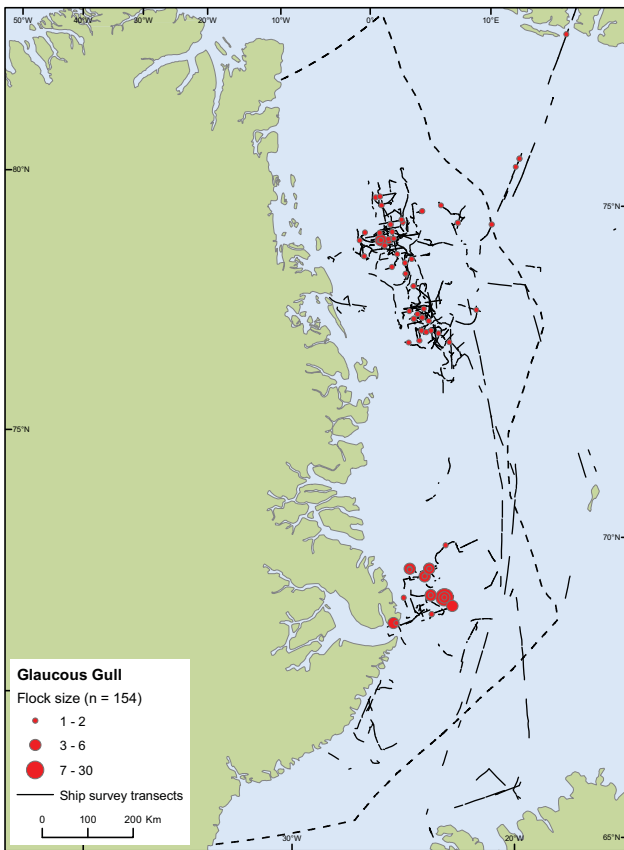 50°W 40°W 30°W 20°W 10°W 0° 10°E
80°N
75°N
75°N
70°N
Glaucous Gull
Flock size (n = 154)
1 - 2
3 - 6
7 - 30
Ship survey transects
0 100 200 Km
30°W 20°W
65°N